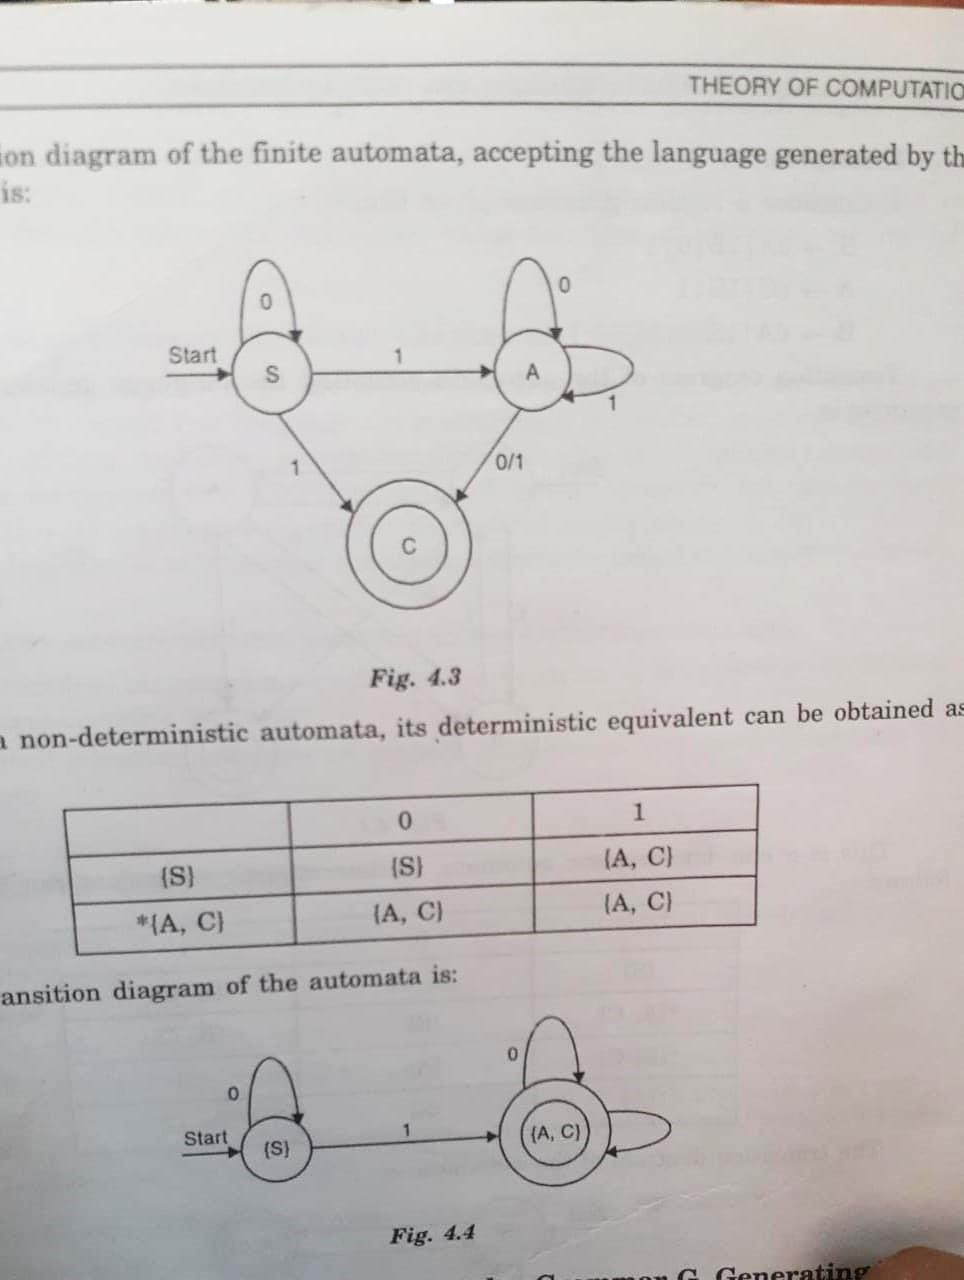 THEORY OF COMPUTATIO
ion diagram of the finite automata, accepting the language generated by th
is:
0
0
Start
S
1
A
1
1
0/1
C
Fig. 4.3
a non-deterministic automata, its deterministic equivalent can be obtained as
0 1
{S} {S} {A, C}
*{A, C} {A, C} {A, C}
ansition diagram of the automata is:
0
0
Start
{S}
1
{A, C}
Fig. 4.4
G Generating